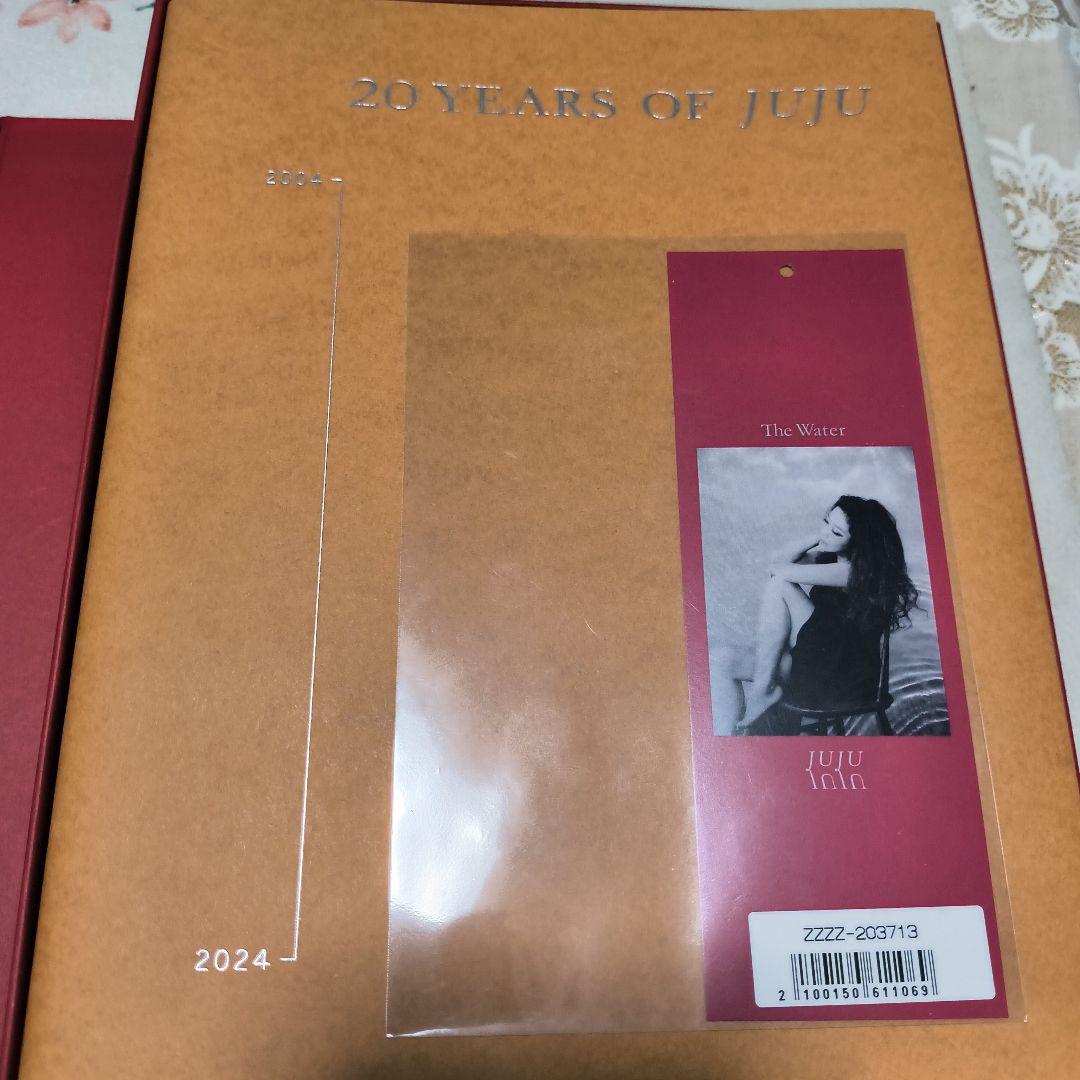 20 YEARS OF JUJU
2004
The Water
JUJU
JUJU
ZZZZ-203713
2 100150 611069
2024